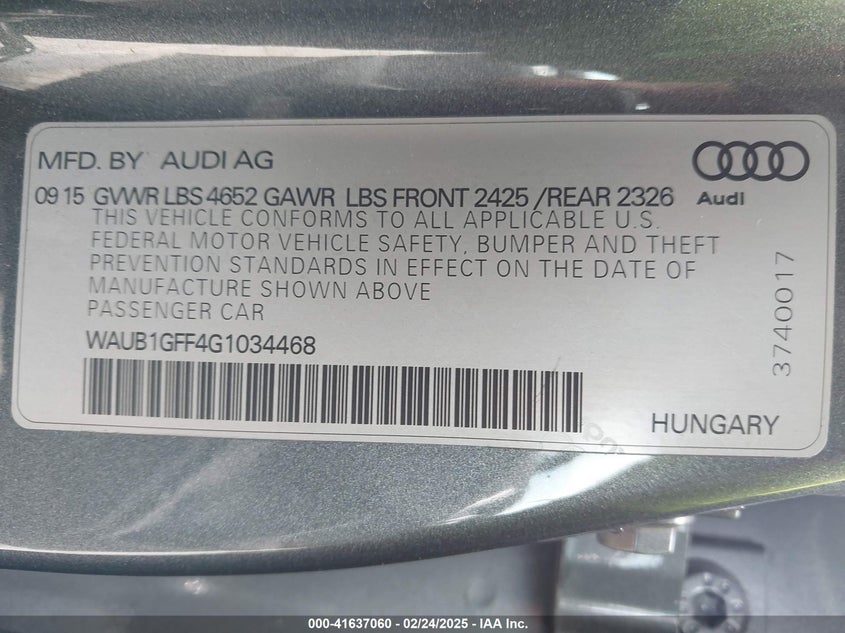 MFD. BY AUDI AG
Audi
09 15 GVWR LBS 4652 GAWR LBS FRONT 2425 /REAR 2326
THIS VEHICLE CONFORMS TO ALL APPLICABLE U.S.
FEDERAL MOTOR VEHICLE SAFETY, BUMPER AND THEFT
PREVENTION STANDARDS IN EFFECT ON THE DATE OF
MANUFACTURE SHOWN ABOVE
PASSENGER CAR
WAUB1GFF4G1034468
3740017
HUNGARY
000-41637060 - 02/24/2025 - IAA Inc.